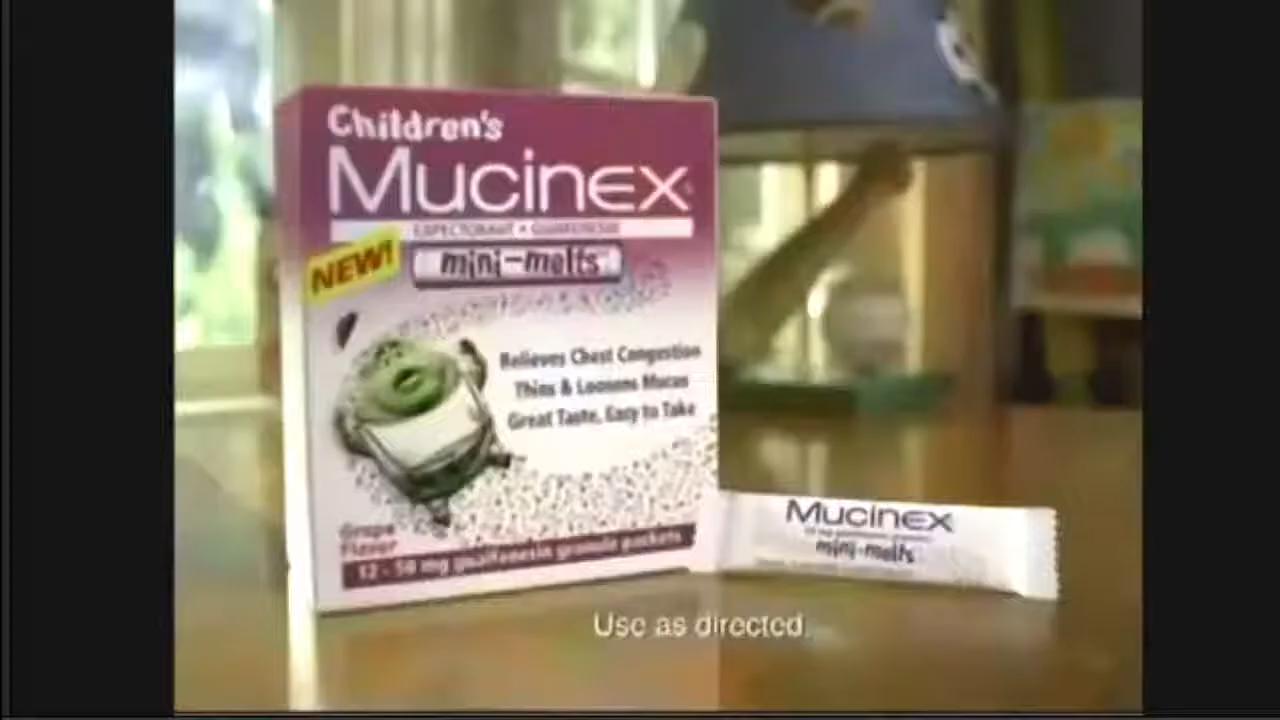 Children's
Mucinex
EXPECTORANT • GUAIFENESIN
NEW!
mini-melts
Relieves Chest Congestion
Thins & Loosens Mucus
Great Taste, Easy to Take
Grape
Flavor
12 - 50 mg guaifenesin granule packets
Mucinex
mini-melts
Use as directed.